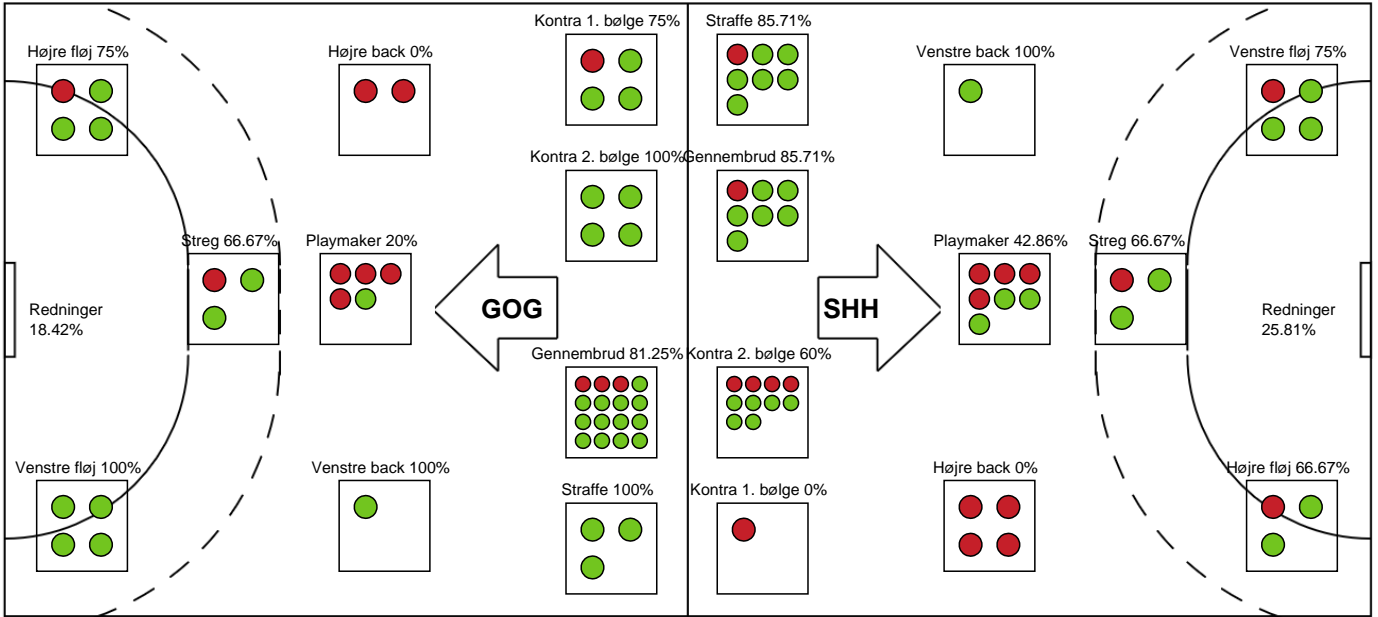 Kontra 1. bølge 75%
Straffe 85.71%
Højre fløj 75%
Højre back 0%
Venstre back 100%
Venstre fløj 75%
Kontra 2. bølge 100%
Gennembrud 85.71%
Streg 66.67%
Playmaker 20%
Playmaker 42.86%
Streg 66.67%
Redninger
18.42%
GOG
SHH
Redninger
25.81%
Gennembrud 81.25%
Kontra 2. bølge 60%
Venstre fløj 100%
Venstre back 100%
Højre back 0%
Højre fløj 66.67%
Straffe 100%
Kontra 1. bølge 0%